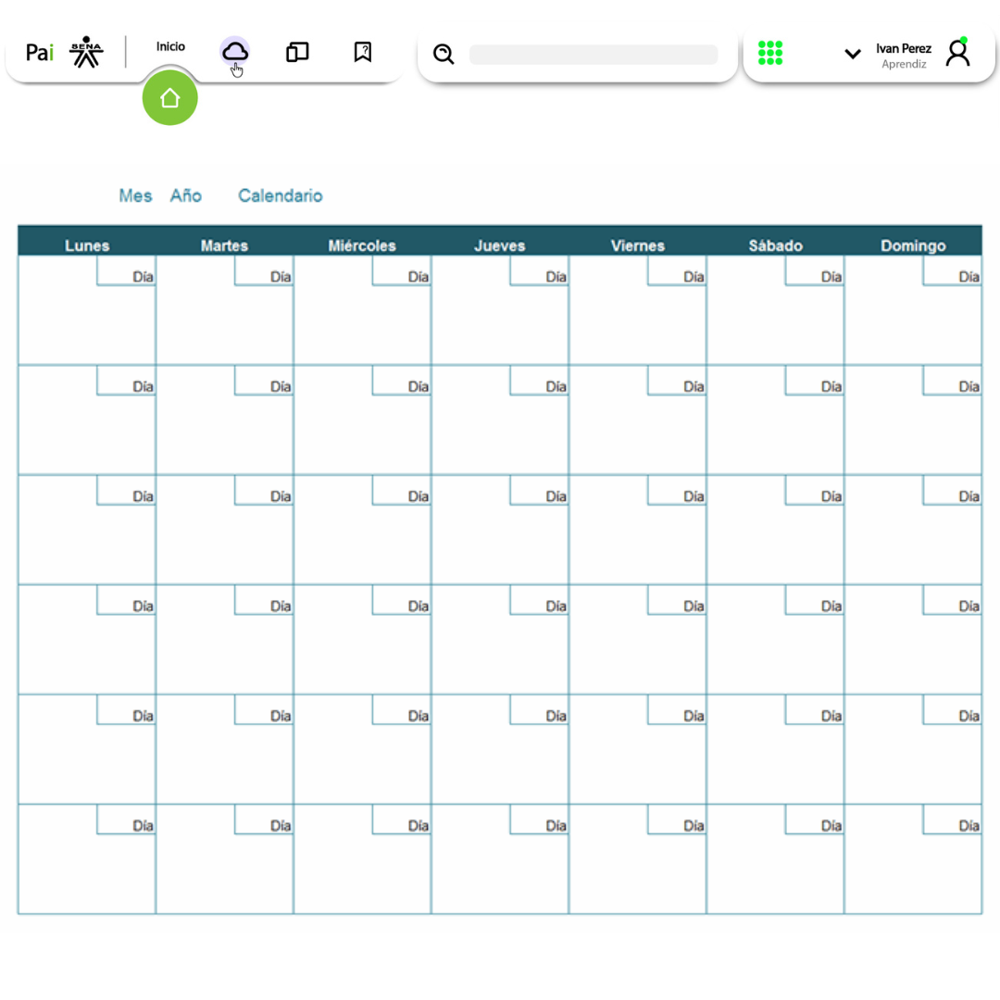 Pai SENA Inicio Ivan Perez
Aprendiz
Mes Año Calendario
Lunes Martes Miércoles Jueves Viernes Sábado Domingo
Día Día Día Día Día Día Día
Día Día Día Día Día Día Día
Día Día Día Día Día Día Día
Día Día Día Día Día Día Día
Día Día Día Día Día Día Día
Día Día Día Día Día Día Día